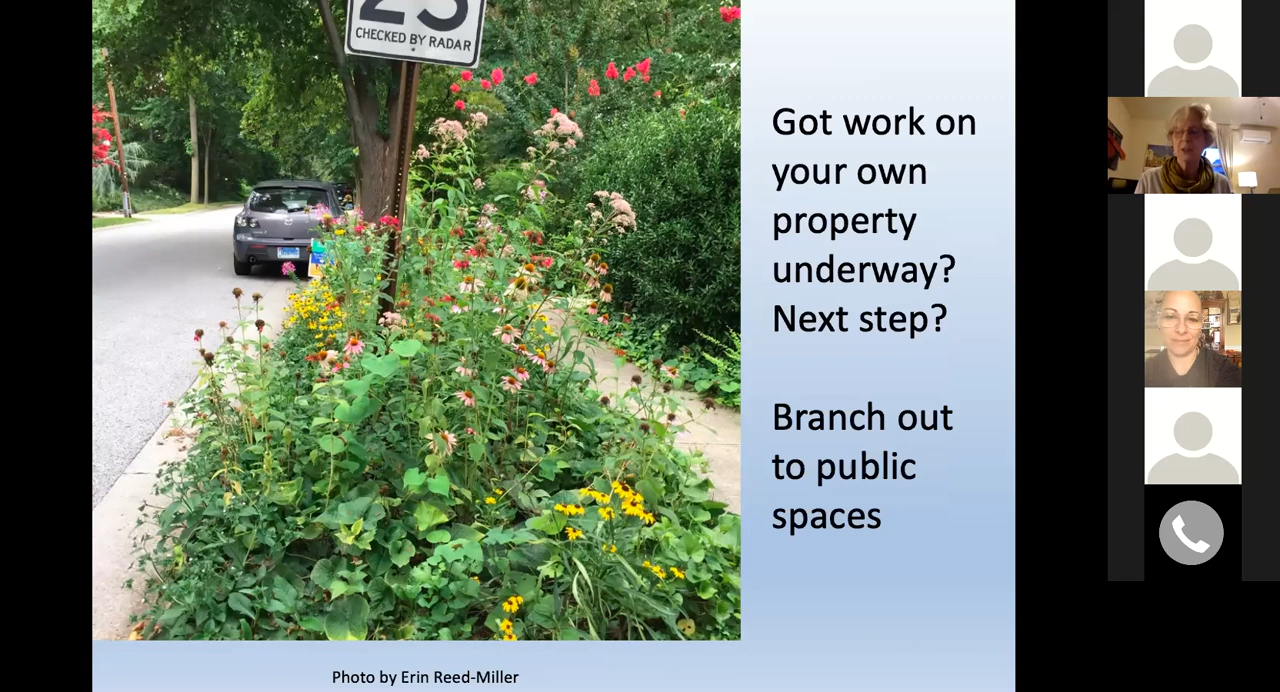 25
CHECKED BY RADAR
Got work on
your own
property
underway?
Next step?
Branch out
to public
spaces
Photo by Erin Reed-Miller